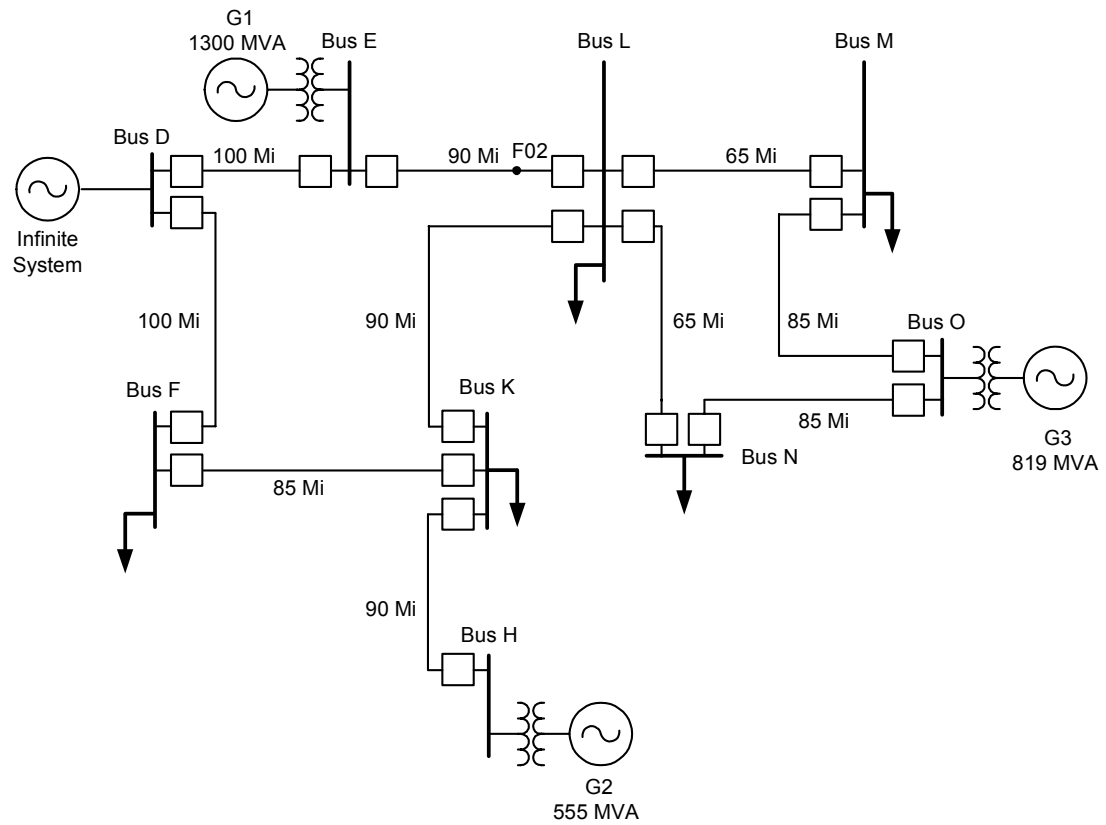 G1
1300 MVA
Bus E
Bus L
Bus M
Bus D
100 Mi
90 Mi
F02
65 Mi
Infinite
System
100 Mi
90 Mi
65 Mi
85 Mi
Bus O
Bus F
Bus K
85 Mi
G3
819 MVA
Bus N
85 Mi
90 Mi
Bus H
G2
555 MVA